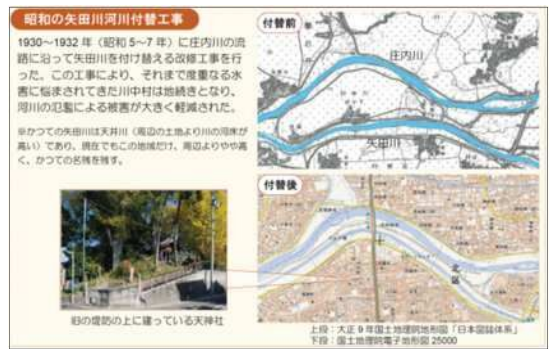 昭和の矢田川河川付替工事
1930～1932年（昭和5～7年）に庄内川の流
路に沿って矢田川を付け替える改修工事を行
った。この工事により、それまで度重なる水
害に悩まされてきた川中村は地続きとなり、
河川の氾濫による被害が大きく軽減された。
※かつての矢田川は天井川（周辺の土地より川の河床が
高い）であり、現在でもこの地域だけ、周辺よりやや高
く、かつての名残を残す。
旧の堤防の上に建っている天神社
付替前
庄内川
矢田川
付替後
北区
上段：大正9年国土地理院地形図「日本図誌体系」
下段：国土地理院電子地形図25000